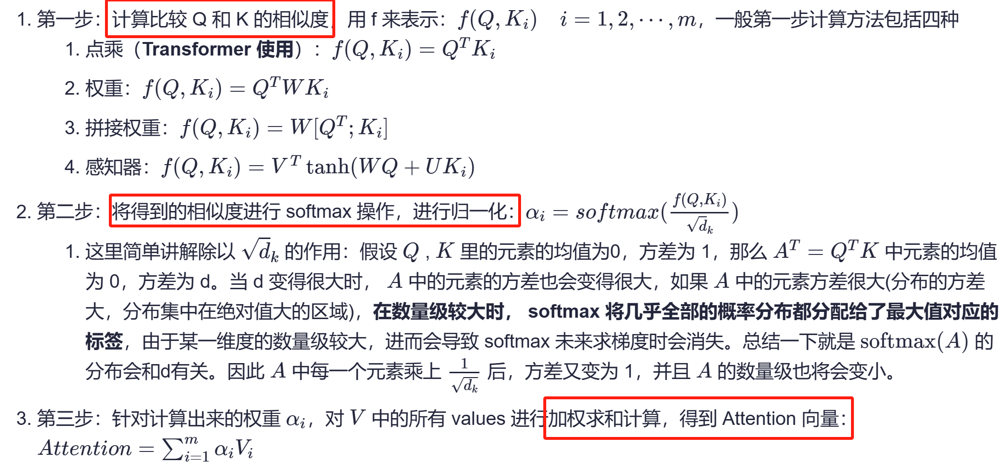 1. 第一步：计算比较 Q 和 K 的相似度，用 f 来表示：f(Q, K_i)  i = 1, 2, ⋯, m，一般第一步计算方法包括四种
1. 点乘（Transformer 使用）：f(Q, K_i) = Q^T K_i
2. 权重：f(Q, K_i) = Q^T W K_i
3. 拼接权重：f(Q, K_i) = W[Q^T; K_i]
4. 感知器：f(Q, K_i) = V^T tanh(WQ + UK_i)
2. 第二步：将得到的相似度进行 softmax 操作，进行归一化：α_i = softmax(f(Q,K_i)/√d_k)
1. 这里简单讲解除以 √d_k 的作用：假设 Q , K 里的元素的均值为0，方差为 1，那么 A^T = Q^T K 中元素的均值
为 0，方差为 d。当 d 变得很大时， A 中的元素的方差也会变得很大，如果 A 中的元素方差很大(分布的方差
大，分布集中在绝对值大的区域)，在数量级较大时， softmax 将几乎全部的概率分布都分配给了最大值对应的
标签，由于某一维度的数量级较大，进而会导致 softmax 未来求梯度时会消失。总结一下就是 softmax(A) 的
分布会和d有关。因此 A 中每一个元素乘上 1/√d_k 后，方差又变为 1，并且 A 的数量级也将会变小。
3. 第三步：针对计算出来的权重 α_i，对 V 中的所有 values 进行加权求和计算，得到 Attention 向量：
Attention = ∑_{i=1}^{m} α_i V_i